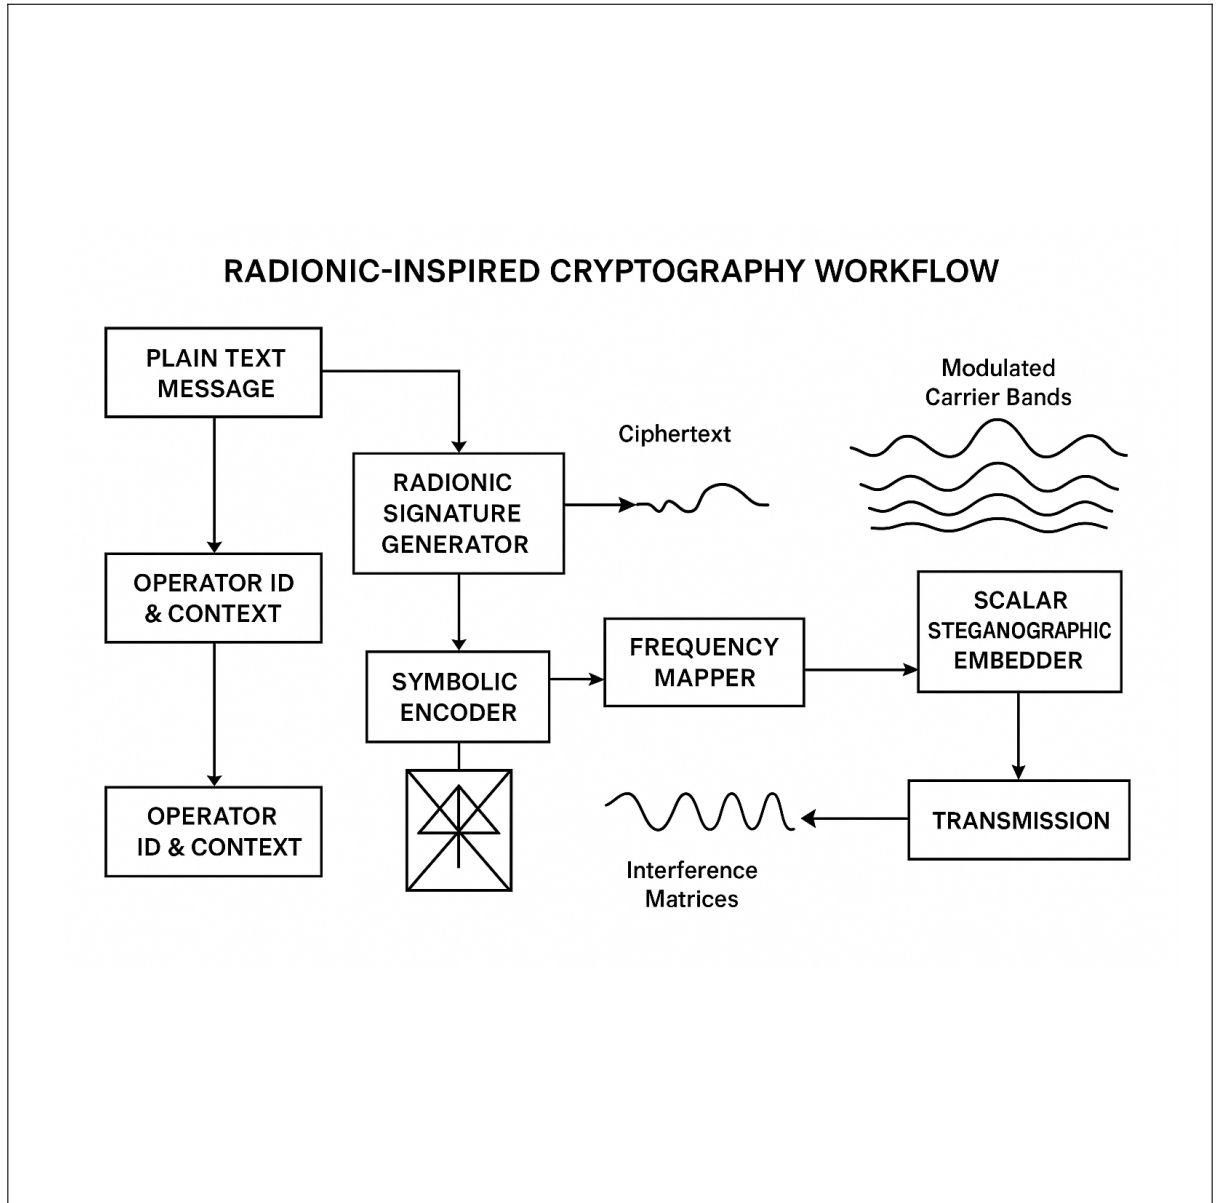 RADIONIC-INSPIRED CRYPTOGRAPHY WORKFLOW
PLAIN TEXT
MESSAGE
OPERATOR ID
& CONTEXT
OPERATOR
ID & CONTEXT
RADIONIC
SIGNATURE
GENERATOR
Ciphertext
SYMBOLIC
ENCODER
FREQUENCY
MAPPER
Modulated
Carrier Bands
SCALAR
STEGANOGRAPHIC
EMBEDDER
TRANSMISSION
Interference
Matrices